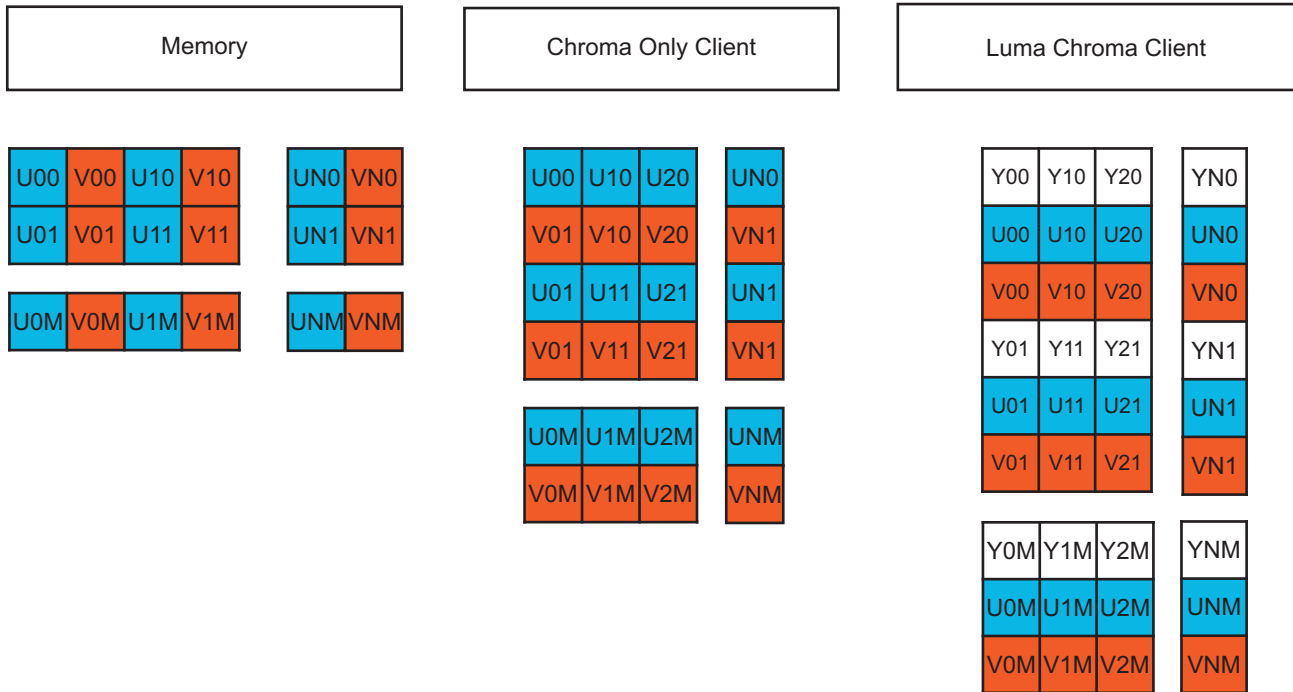 Memory
U00 V00 U10 V10 UN0 VN0
U01 V01 U11 V11 UN1 VN1
U0M V0M U1M V1M UNM VNM
Chroma Only Client
U00 U10 U20 UN0
V01 V10 V20 VN1
U01 U11 U21 UN1
V01 V11 V21 VN1
U0M U1M U2M UNM
V0M V1M V2M VNM
Luma Chroma Client
Y00 Y10 Y20 YN0
U00 U10 U20 UN0
V00 V10 V20 VN0
Y01 Y11 Y21 YN1
U01 U11 U21 UN1
V01 V11 V21 VN1
Y0M Y1M Y2M YNM
U0M U1M U2M UNM
V0M V1M V2M VNM